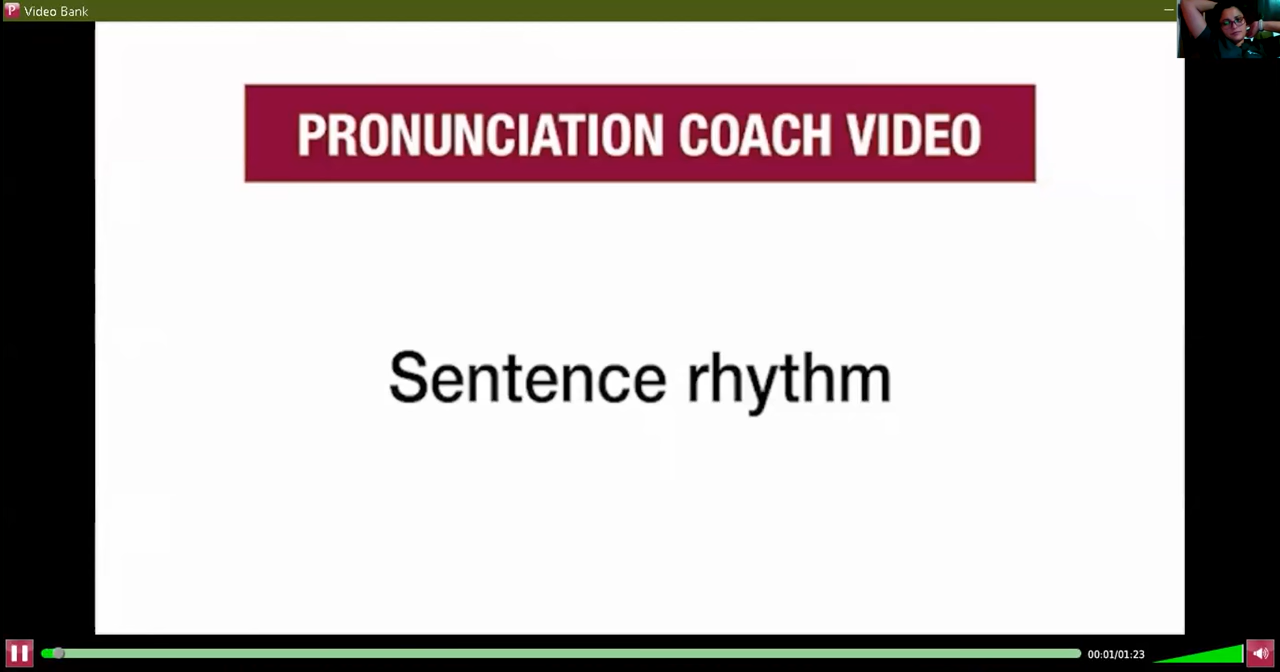 Video Bank
PRONUNCIATION COACH VIDEO
Sentence rhythm
00:01/01:23